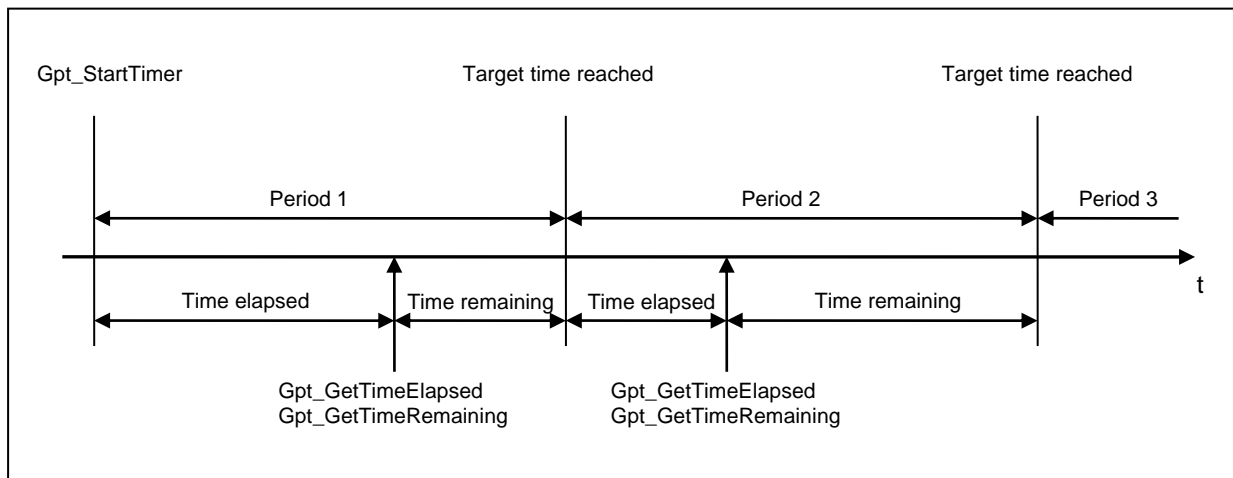 Gpt_StartTimer
Target time reached
Target time reached
Period 1
Period 2
Period 3
t
Time elapsed
Time remaining
Time elapsed
Time remaining
Gpt_GetTimeElapsed
Gpt_GetTimeRemaining
Gpt_GetTimeElapsed
Gpt_GetTimeRemaining